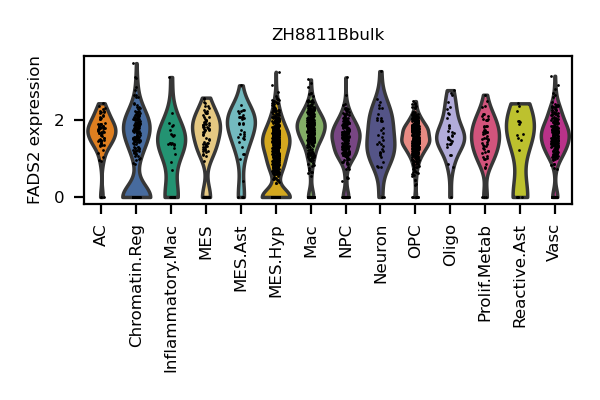 ZH8811Bbulk
FADS2 expression
2
0
AC
Chromatin.Reg
Inflammatory.Mac
MES
MES.Ast
MES.Hyp
Mac
NPC
Neuron
OPC
Oligo
Prolif.Metab
Reactive.Ast
Vasc